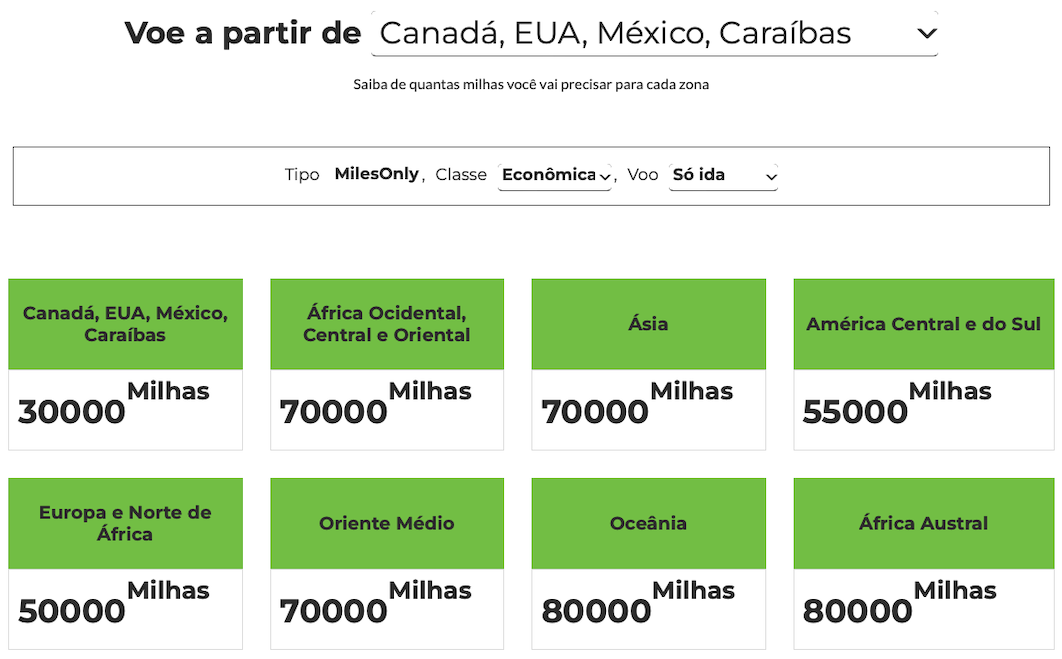 Voe a partir de Canadá, EUA, México, Caraíbas
Saiba de quantas milhas você vai precisar para cada zona
Tipo MilesOnly, Classe Econômica, Voo Só ida
Canadá, EUA, México,
Caraíbas
30000 Milhas
África Ocidental,
Central e Oriental
70000 Milhas
Ásia
70000 Milhas
América Central e do Sul
55000 Milhas
Europa e Norte de
África
50000 Milhas
Oriente Médio
70000 Milhas
Oceânia
80000 Milhas
África Austral
80000 Milhas